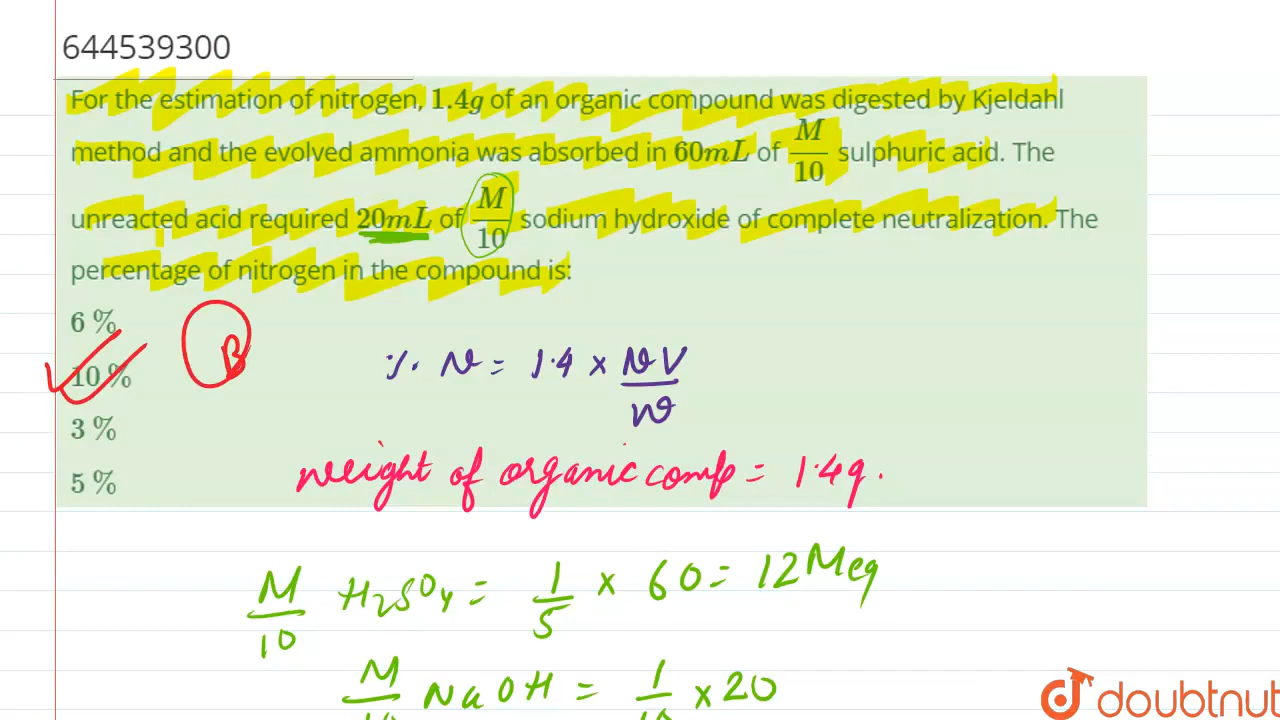 644539300
For the estimation of nitrogen, 1.4g of an organic compound was digested by Kjeldahl
method and the evolved ammonia was absorbed in 60mL of M/10 sulphuric acid. The
unreacted acid required 20mL of M/10 sodium hydroxide of complete neutralization. The
percentage of nitrogen in the compound is:
6 %
10 %
B
3 %
5 %
% N = 1.4 × NV/W
weight of organic comp = 1.4g.
M/10 H2SO4 = 1/5 × 60 = 12 Meq
M/10 NaOH = 1/10 × 20
doubtnut